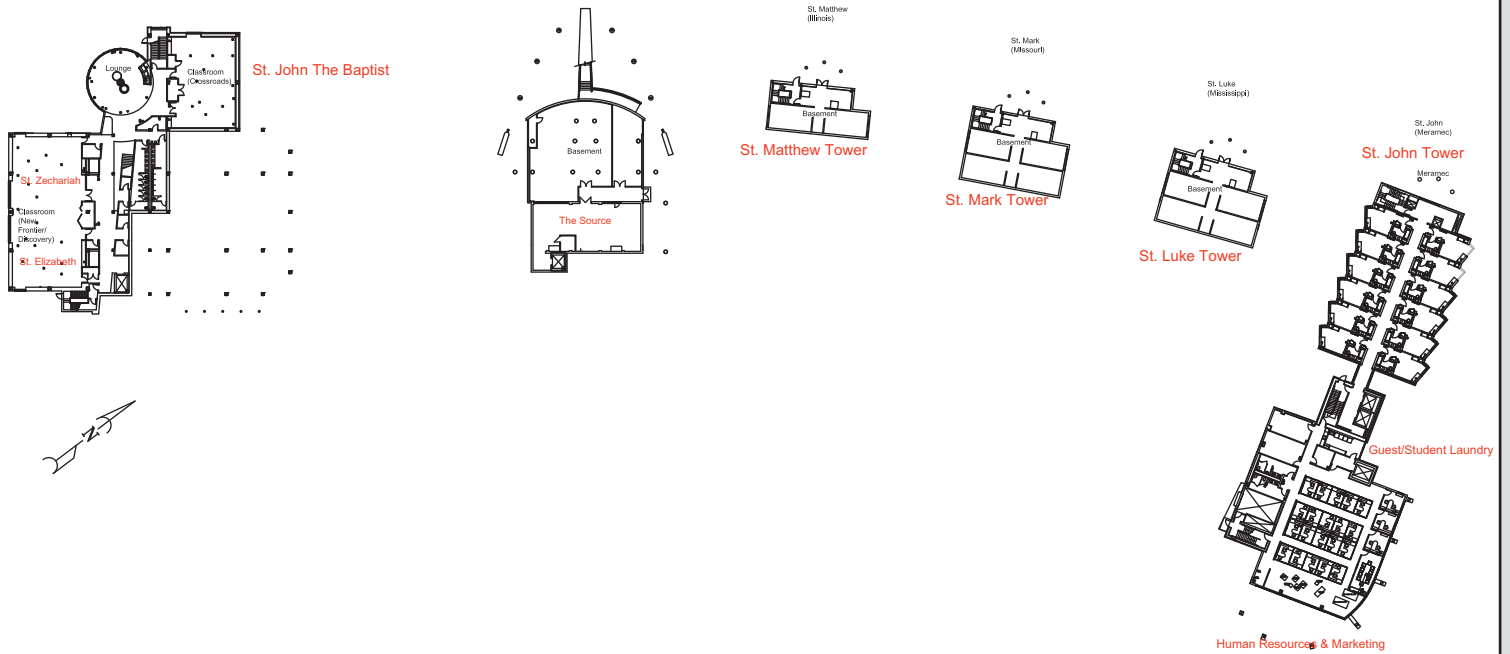 St. Matthew
(Illinois)
St. Mark
(Missouri)
St. Luke
(Mississippi)
St. John
(Meramec)
Lounge
Classroom
(Crossroads)
St. John The Baptist
Basement
St. Matthew Tower
Basement
St. Mark Tower
Basement
St. Luke Tower
St. John Tower
Meramec
St. Zechariah
Classroom
(New
Frontier/
Discovery)
St. Elizabeth
Basement
The Source
N
Guest/Student Laundry
Human Resources & Marketing